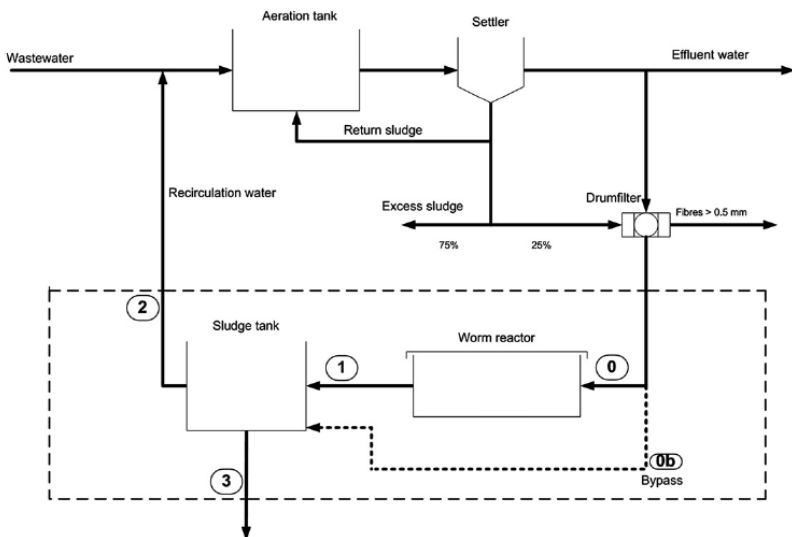 Aeration tank
Settler
Wastewater
Effluent water
Return sludge
Recirculation water
Drumfilter
Excess sludge
Fibres > 0.5 mm
75%
25%
2
Sludge tank
Worm reactor
1
0
0b
Bypass
3